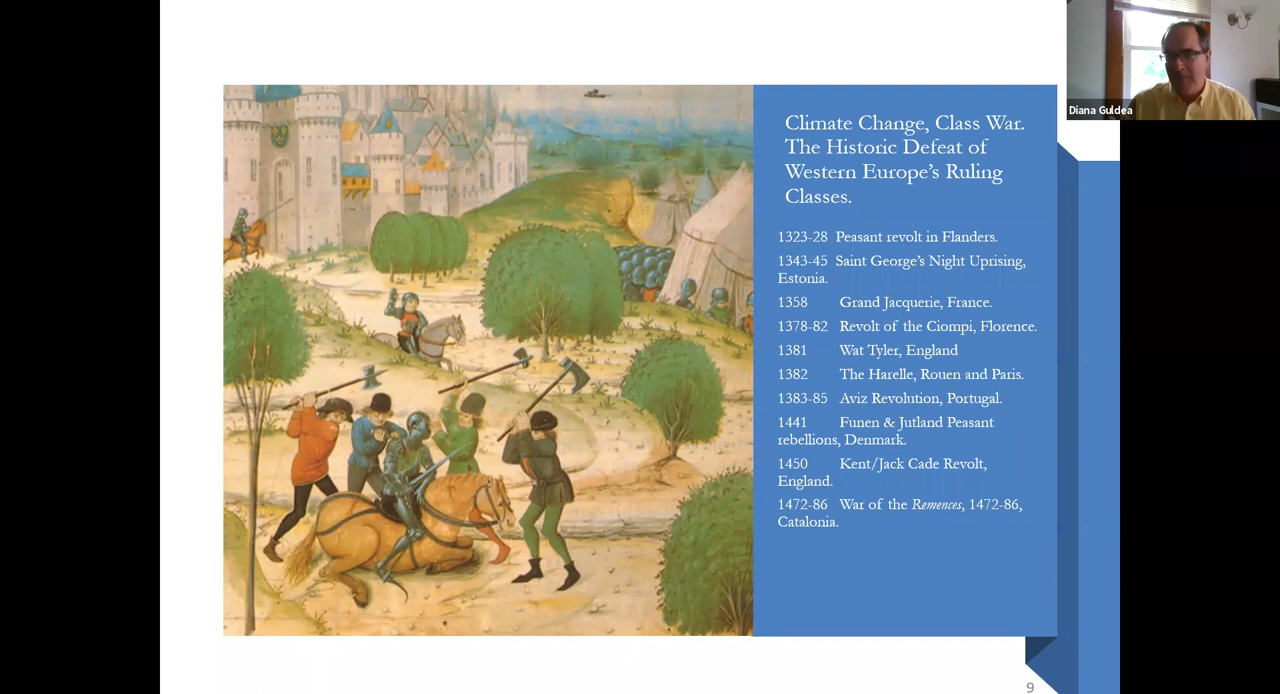 Climate Change, Class War.
The Historic Defeat of
Western Europe's Ruling
Classes.
1323-28 Peasant revolt in Flanders.
1343-45 Saint George's Night Uprising,
Estonia.
1358 Grand Jacquerie, France.
1378-82 Revolt of the Ciompi, Florence.
1381 Wat Tyler, England
1382 The Harelle, Rouen and Paris.
1383-85 Aviz Revolution, Portugal.
1441 Funen & Jutland Peasant
rebellions, Denmark.
1450 Kent/Jack Cade Revolt,
England.
1472-86 War of the Remences, 1472-86,
Catalonia.
9
Diana Guldea